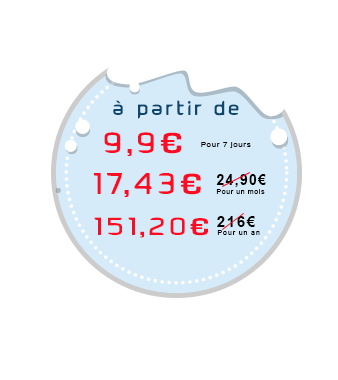 à partir de
9,9€ Pour 7 jours
17,43€ 24,90€
Pour un mois
151,20€ 216€
Pour un an